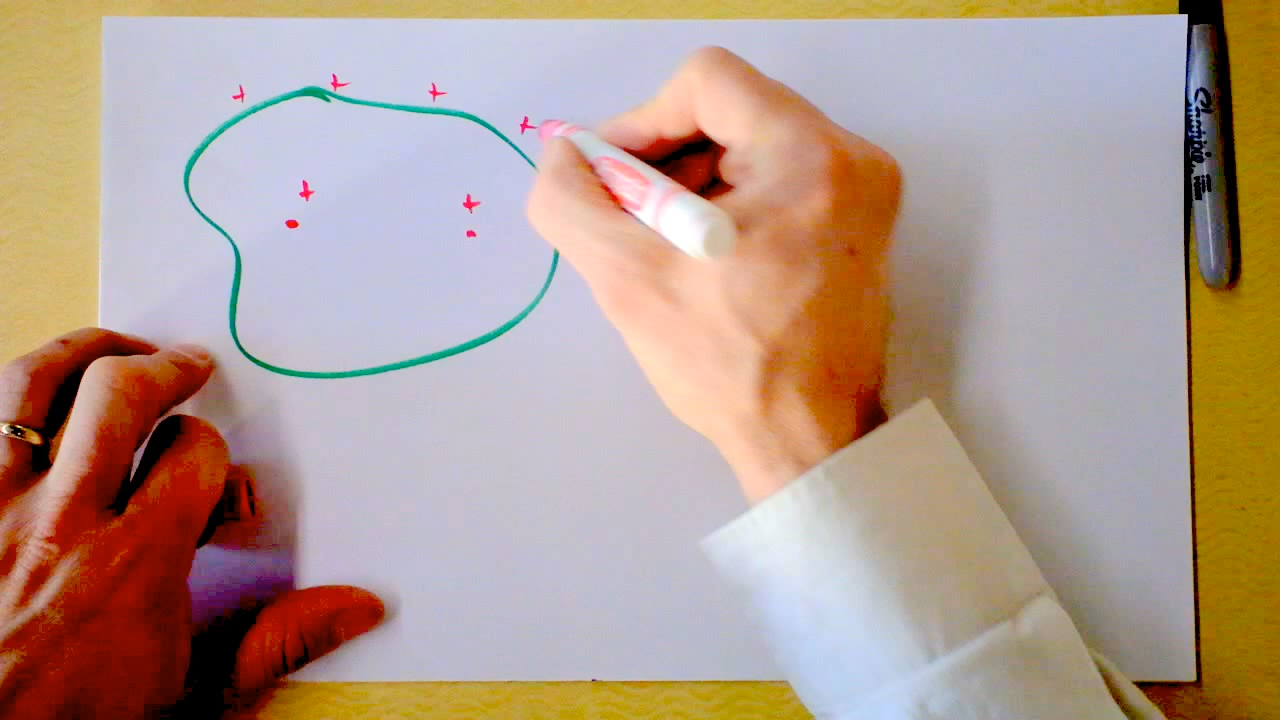 + + + +
+ +
Sharpie